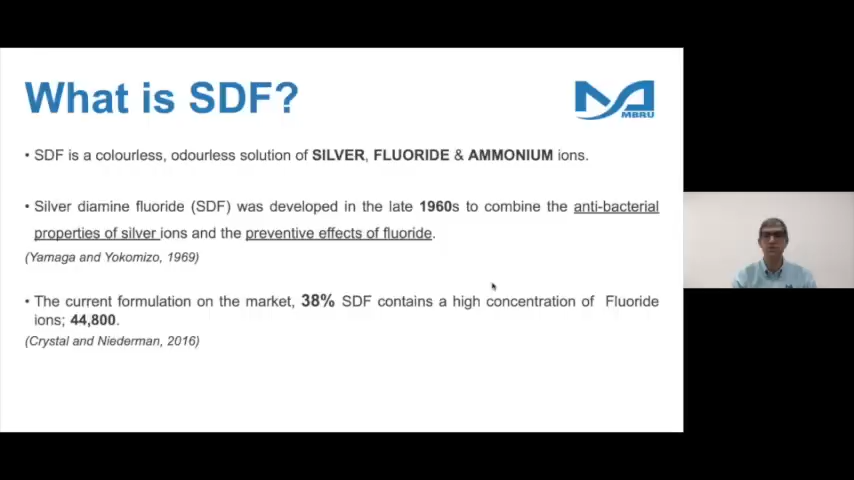 What is SDF?
MBRU
• SDF is a colourless, odourless solution of SILVER, FLUORIDE & AMMONIUM ions.
• Silver diamine fluoride (SDF) was developed in the late 1960s to combine the anti-bacterial
properties of silver ions and the preventive effects of fluoride.
(Yamaga and Yokomizo, 1969)
• The current formulation on the market, 38% SDF contains a high concentration of Fluoride
ions; 44,800.
(Crystal and Niederman, 2016)